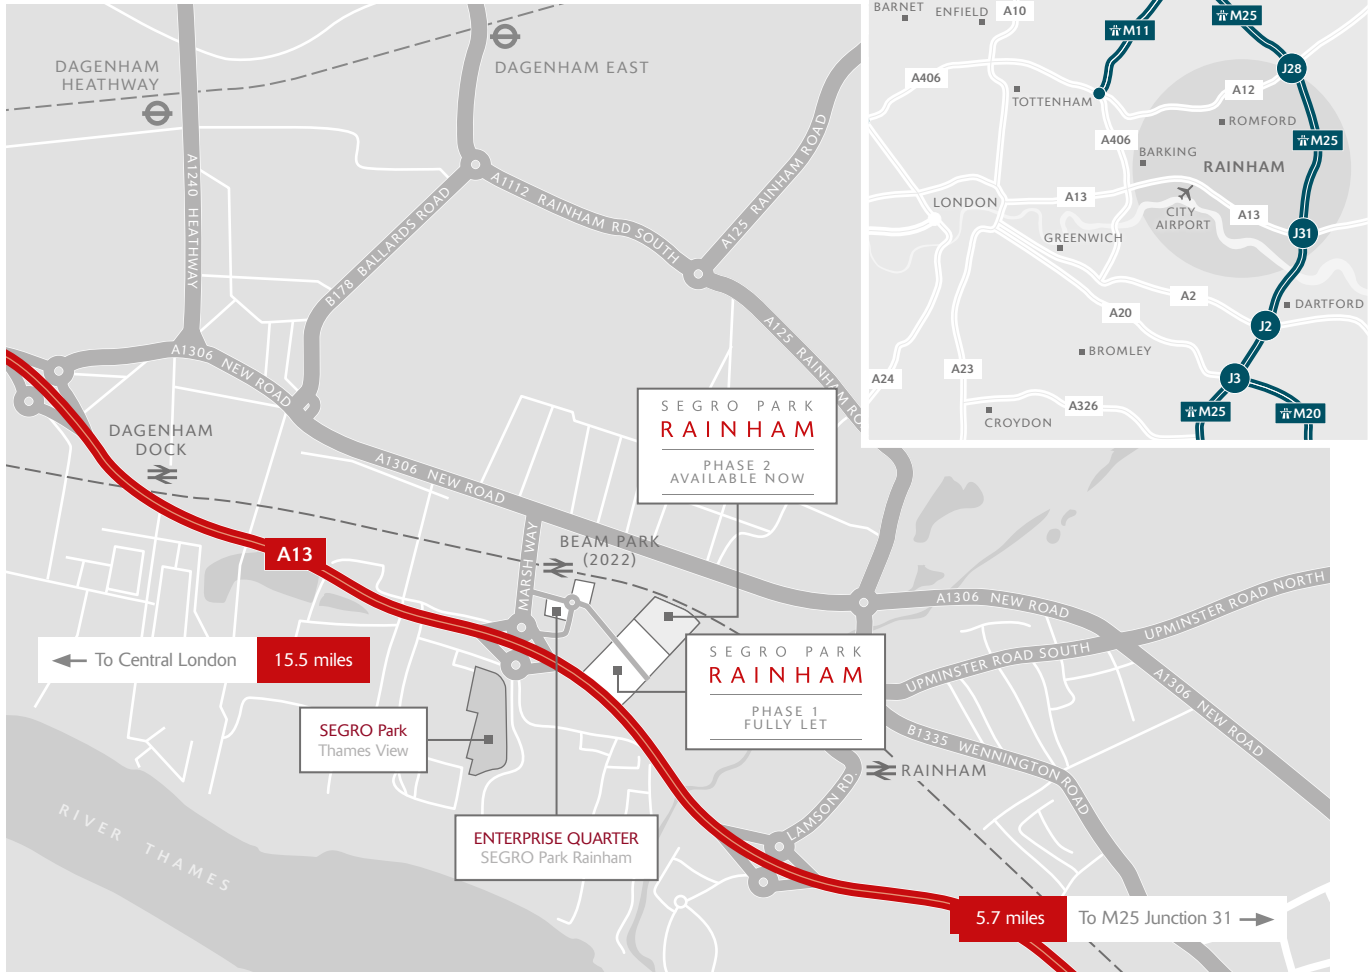 DAGENHAM
HEATHWAY
DAGENHAM EAST
A1240 HEATHWAY
B178 BALLARDS ROAD
A1112 RAINHAM RD SOUTH
A125 RAINHAM ROAD
A125 RAINHAM RO
A1306 NEW ROAD
DAGENHAM
DOCK
A1306 NEW ROAD
SEGRO PARK
RAINHAM
PHASE 2
AVAILABLE NOW
A13
MARSH WAY
BEAM PARK
(2022)
A1306 NEW ROAD
UPMINSTER ROAD NORTH
UPMINSTER ROAD SOUTH
A1306 NEW ROAD
To Central London
15.5 miles
SEGRO PARK
RAINHAM
PHASE 1
FULLY LET
SEGRO Park
Thames View
B1335 WENNINGTON ROAD
RAINHAM
LAMSON RD.
RIVER THAMES
ENTERPRISE QUARTER
SEGRO Park Rainham
5.7 miles
To M25 Junction 31
BARNET
ENFIELD
A10
M11
M25
J28
A406
TOTTENHAM
A12
ROMFORD
A406
M25
BARKING
RAINHAM
LONDON
A13
CITY
AIRPORT
A13
J31
GREENWICH
A2
DARTFORD
A20
J2
BROMLEY
A24
A23
J3
A326
M25
M20
CROYDON